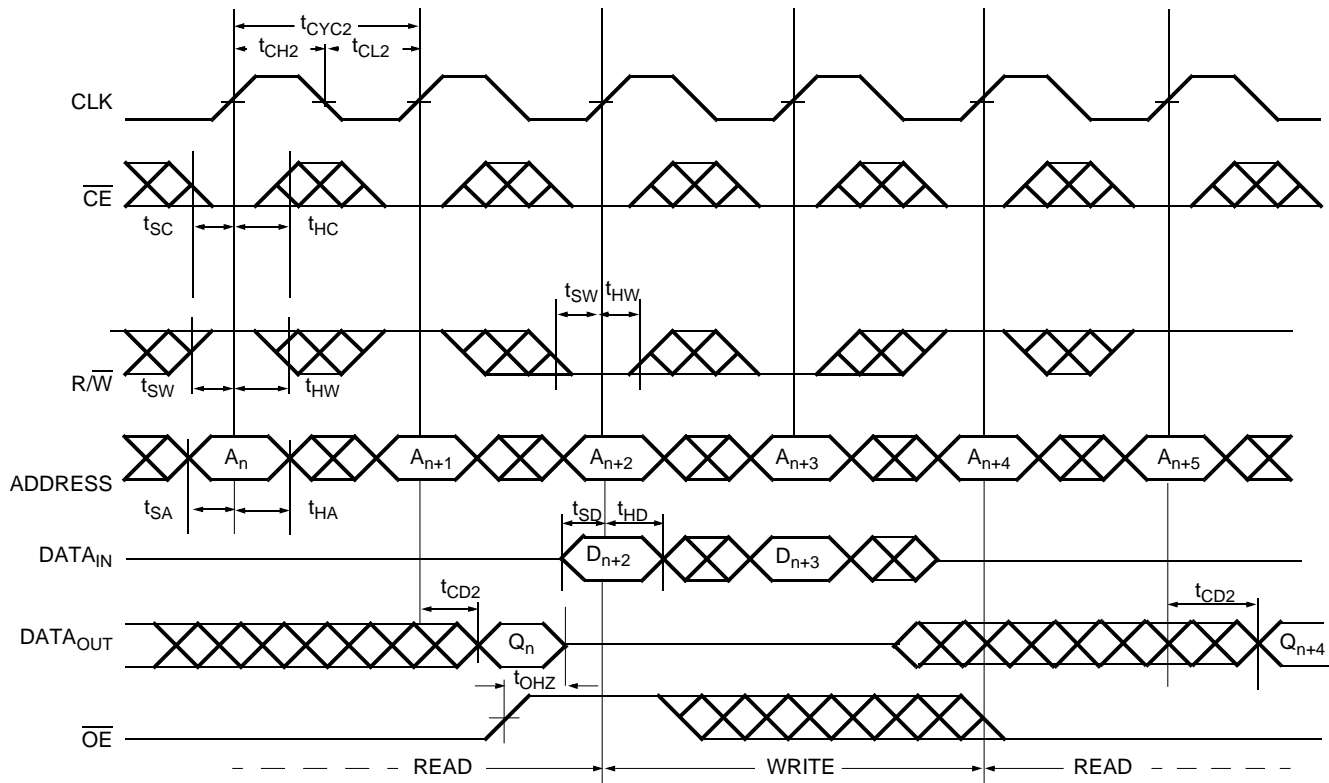 tCYC2
tCH2 tCL2
CLK
CE
tSC tHC
tSW tHW
R/W
tSW tHW
An An+1 An+2 An+3 An+4 An+5
ADDRESS
tSA tHA
tSD tHD
DATAIN
Dn+2 Dn+3
tCD2 tCD2
DATAOUT
Qn Qn+4
tOHZ
OE
READ WRITE READ